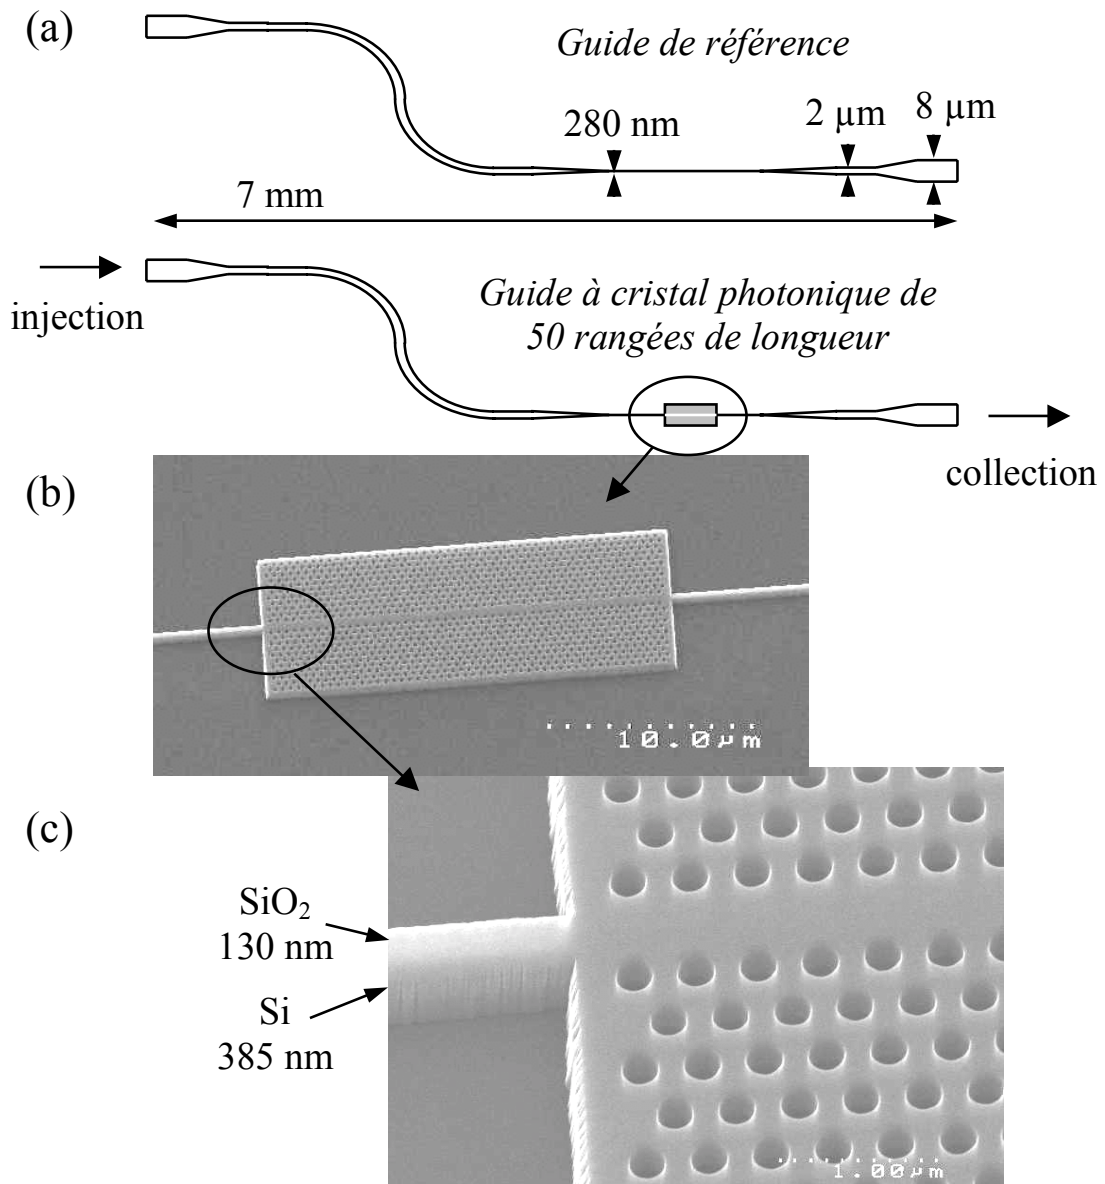 (a)
Guide de référence
280 nm
2 µm
8 µm
7 mm
injection
Guide à cristal photonique de
50 rangées de longueur
collection
(b)
10.0µm
(c)
SiO₂
130 nm
Si
385 nm
1.00µm